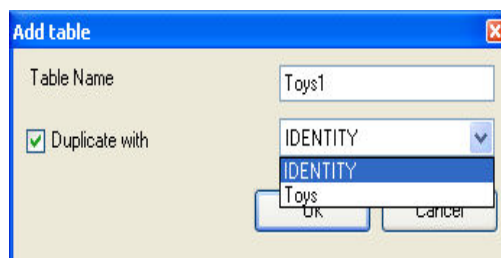 Add table
Table Name
Toys1
Duplicate with
IDENTITY
IDENTITY
Toys
OK
Cancel